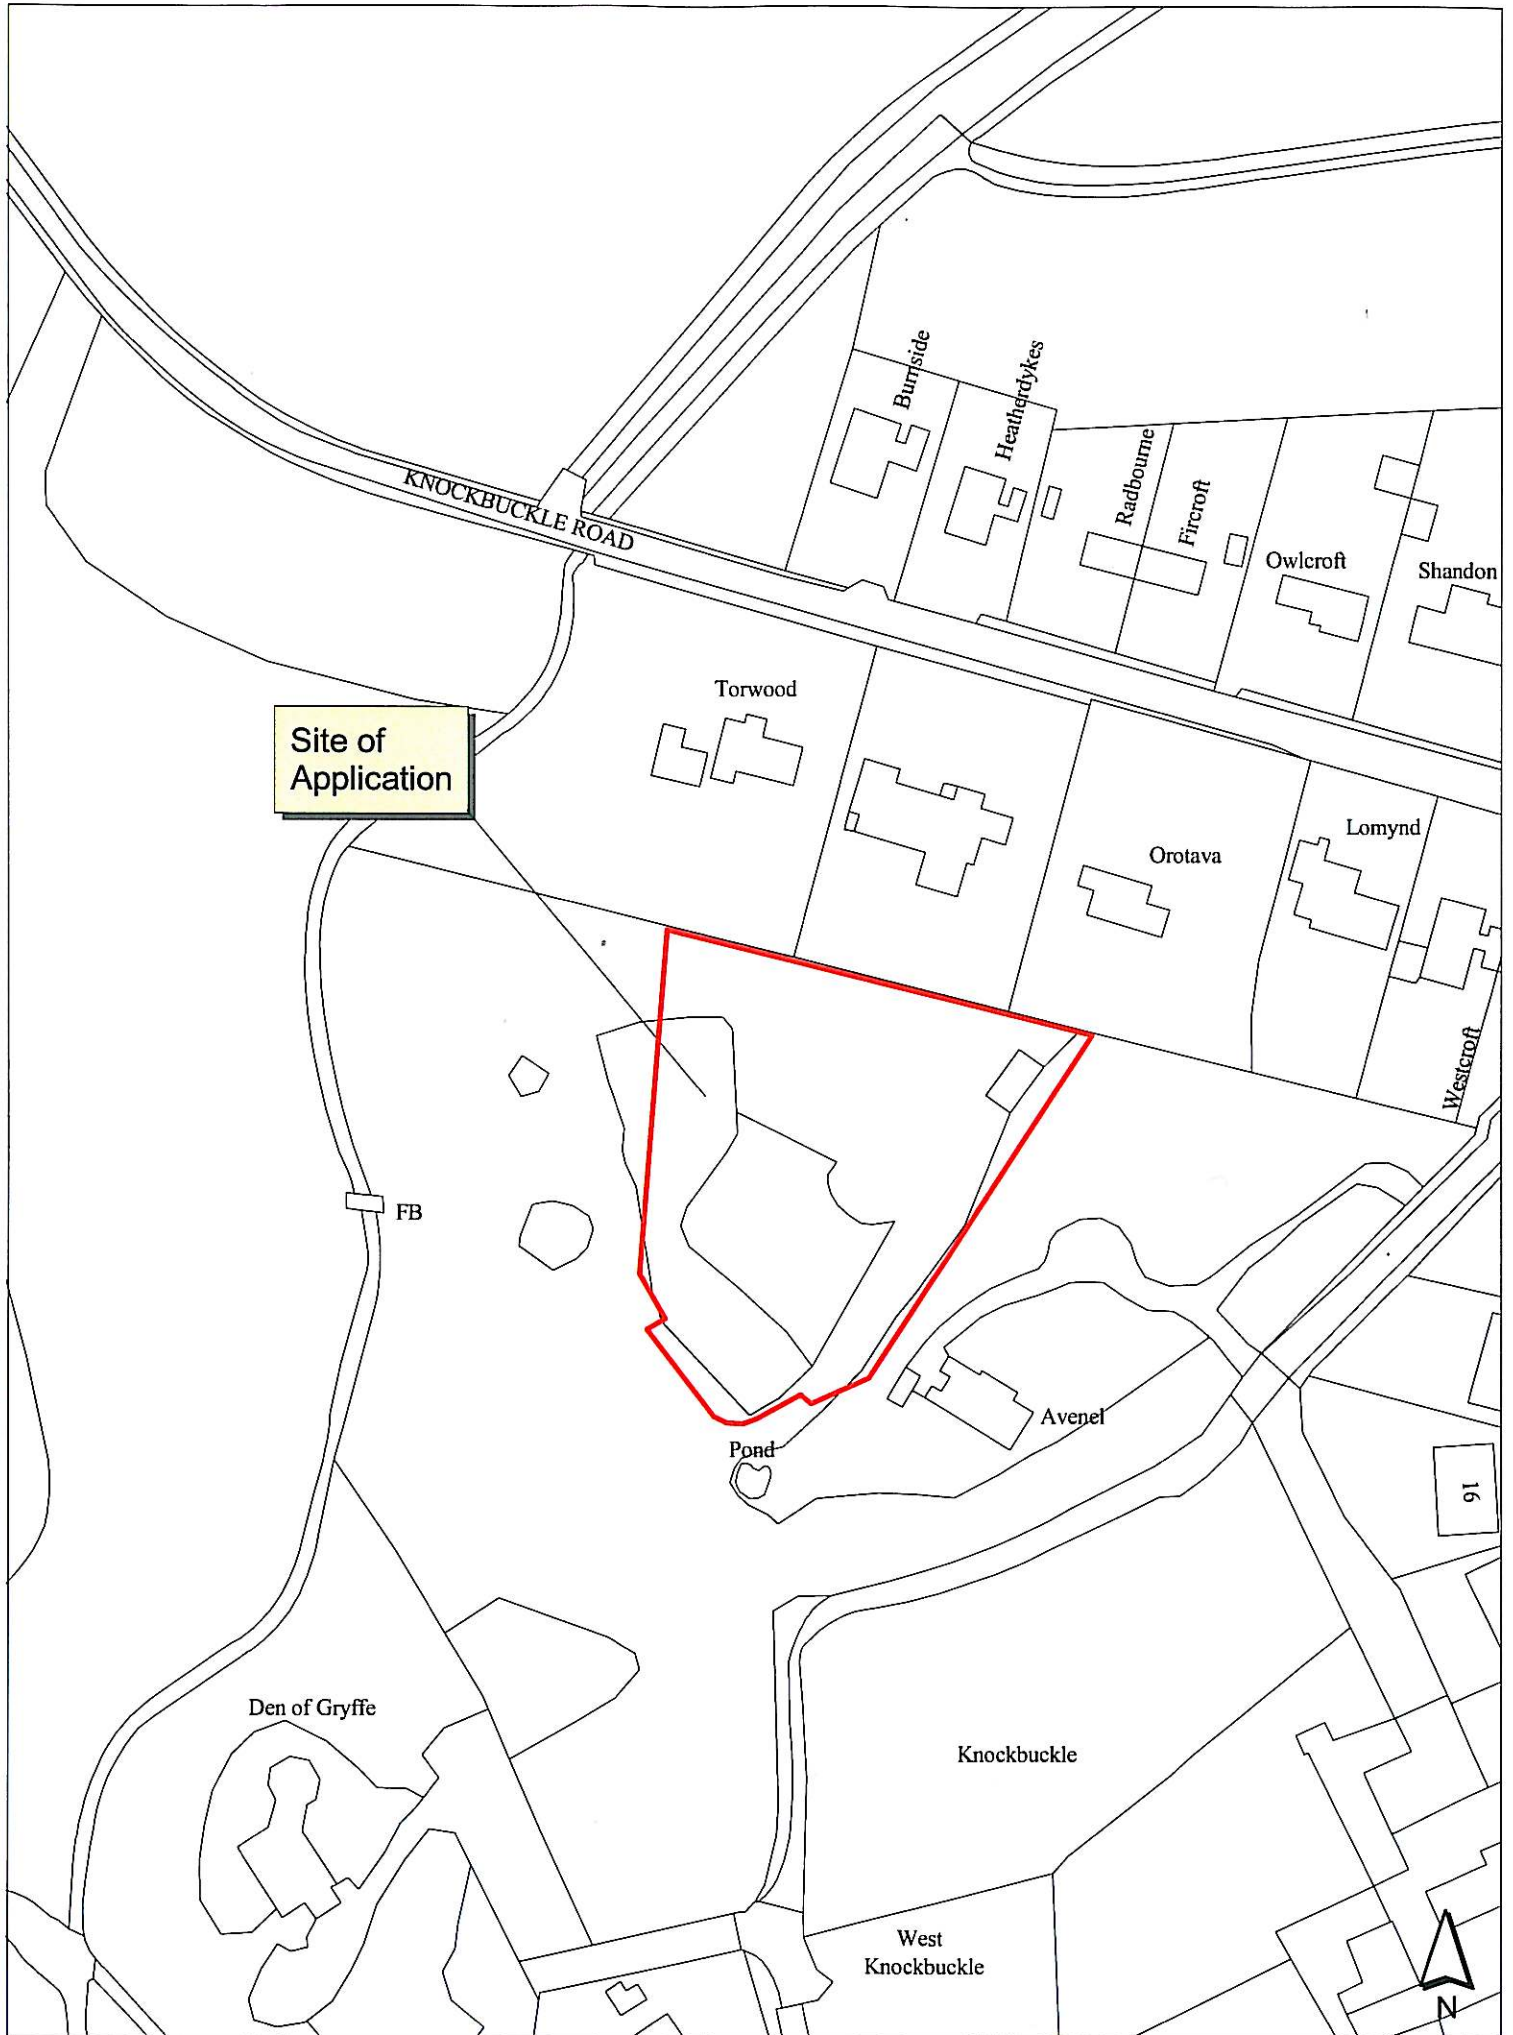 Burnside
Heatherdykes
Radbourne
Fircroft
KNOCKBUCKLE ROAD
Owlcroft
Shandon
Torwood
Site of
Application
Lomynd
Orotava
Westcroft
FB
Avenel
Pond
16
Den of Gryffe
Knockbuckle
West
Knockbuckle
N